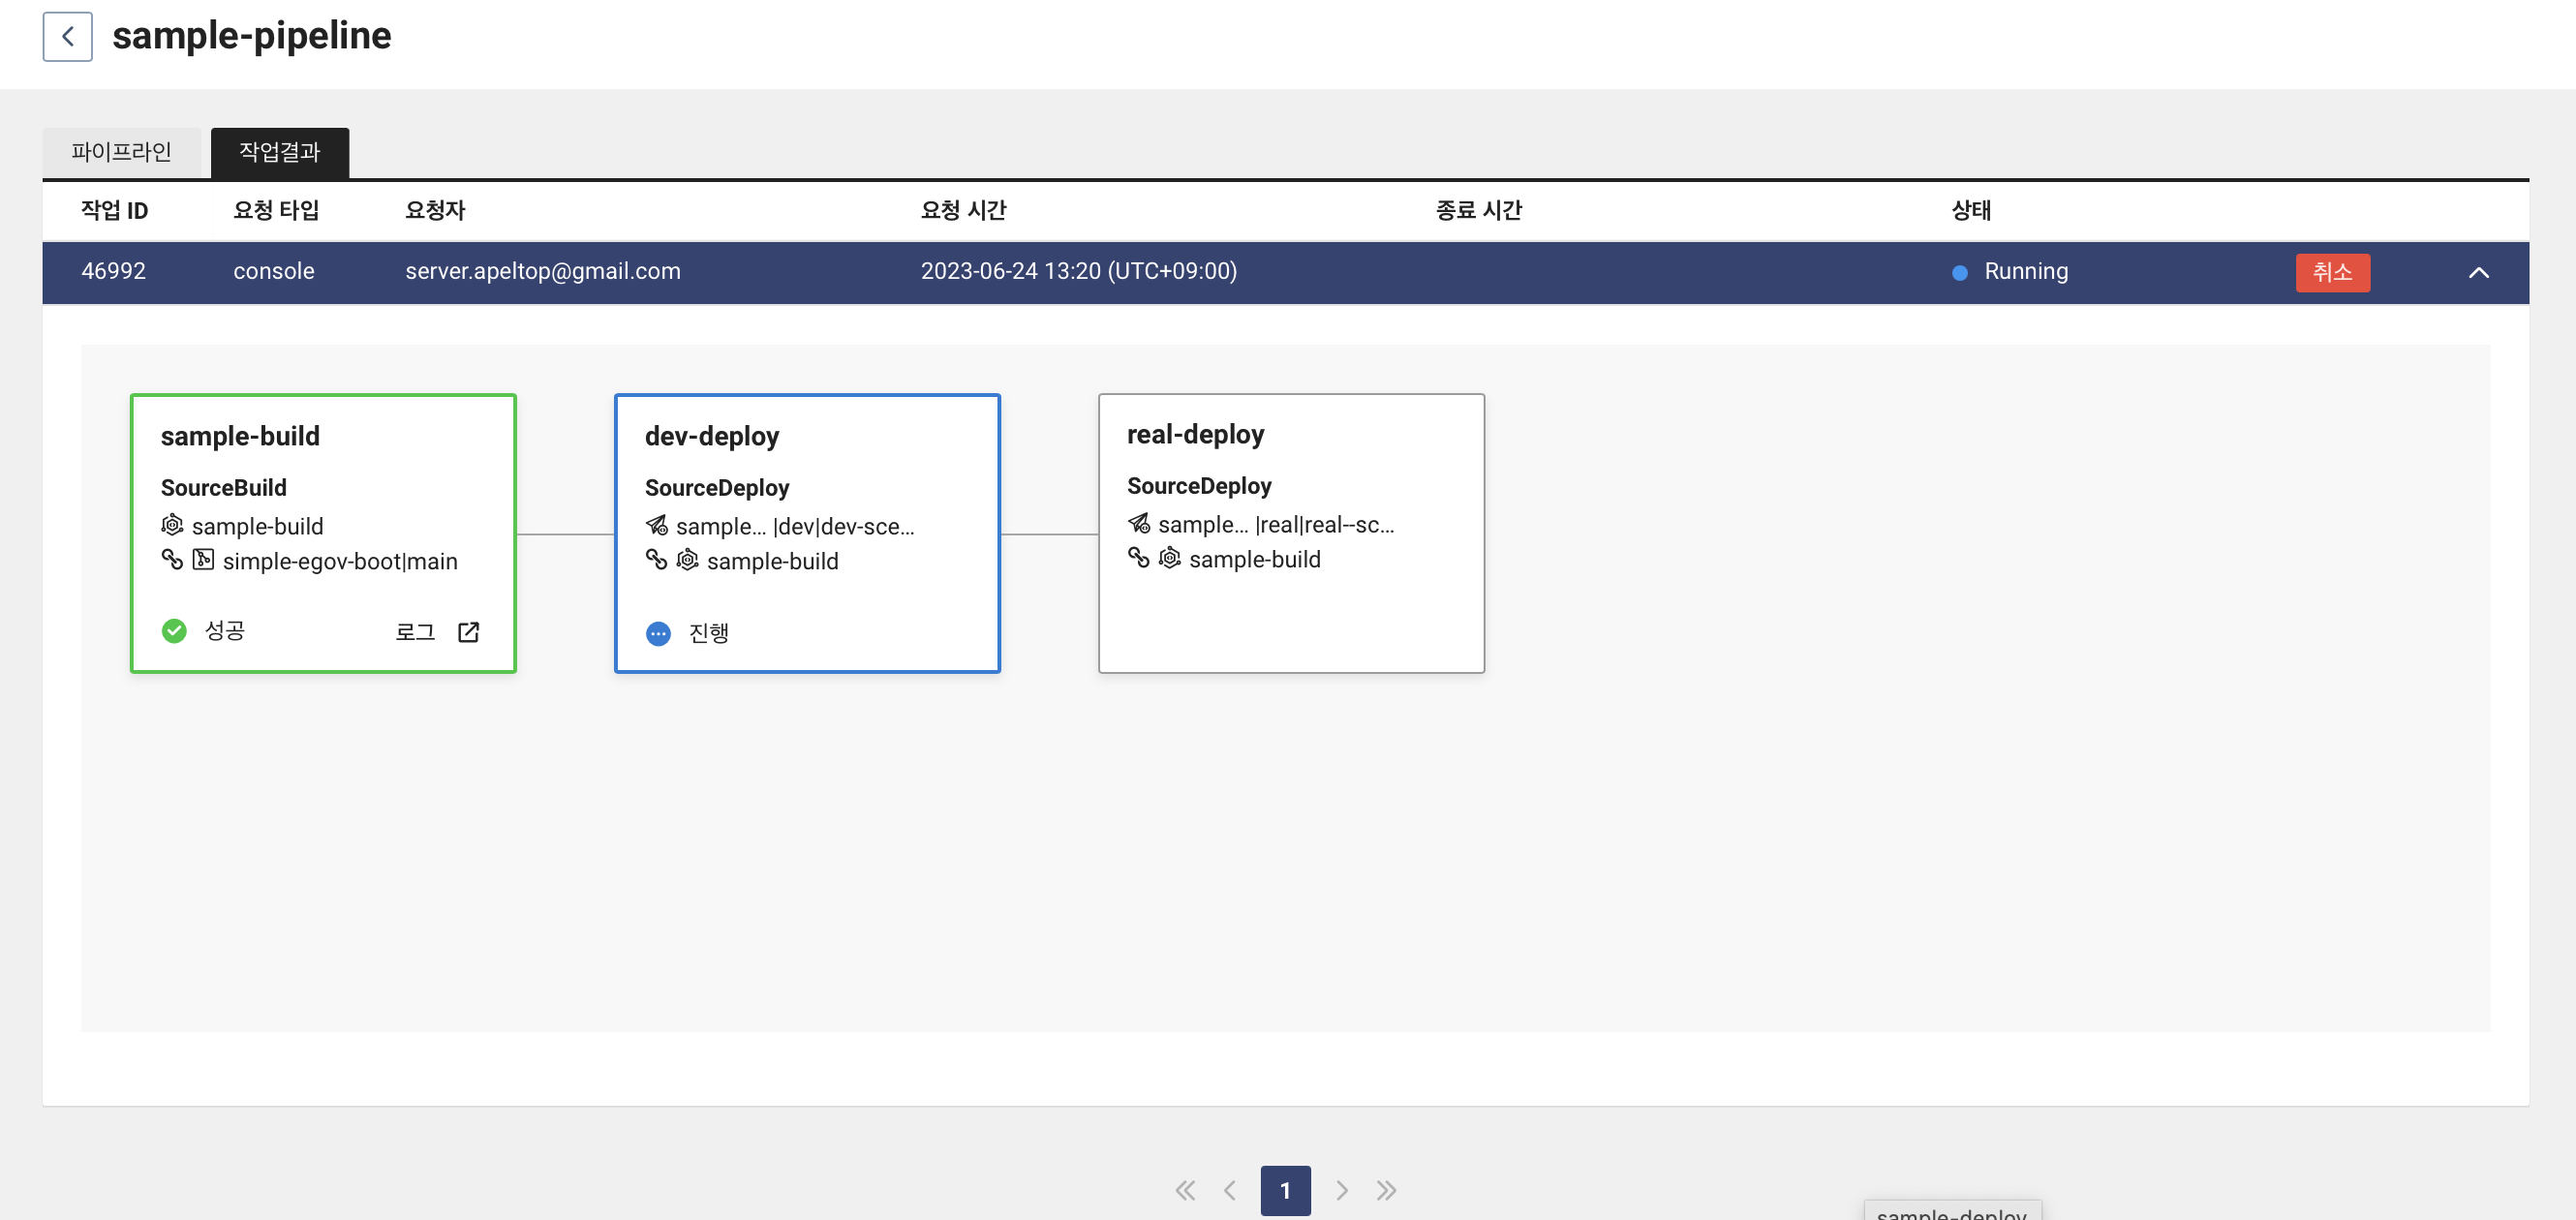 sample-pipeline
파이프라인 작업결과
작업 ID 요청 타입 요청자 요청 시간 종료 시간 상태
46992 console server.apeltop@gmail.com 2023-06-24 13:20 (UTC+09:00) Running 취소
sample-build
SourceBuild
sample-build
simple-egov-boot|main
성공 로그
dev-deploy
SourceDeploy
sample... |dev|dev-sce...
sample-build
진행
real-deploy
SourceDeploy
sample... |real|real--sc...
sample-build
1
sample-deploy